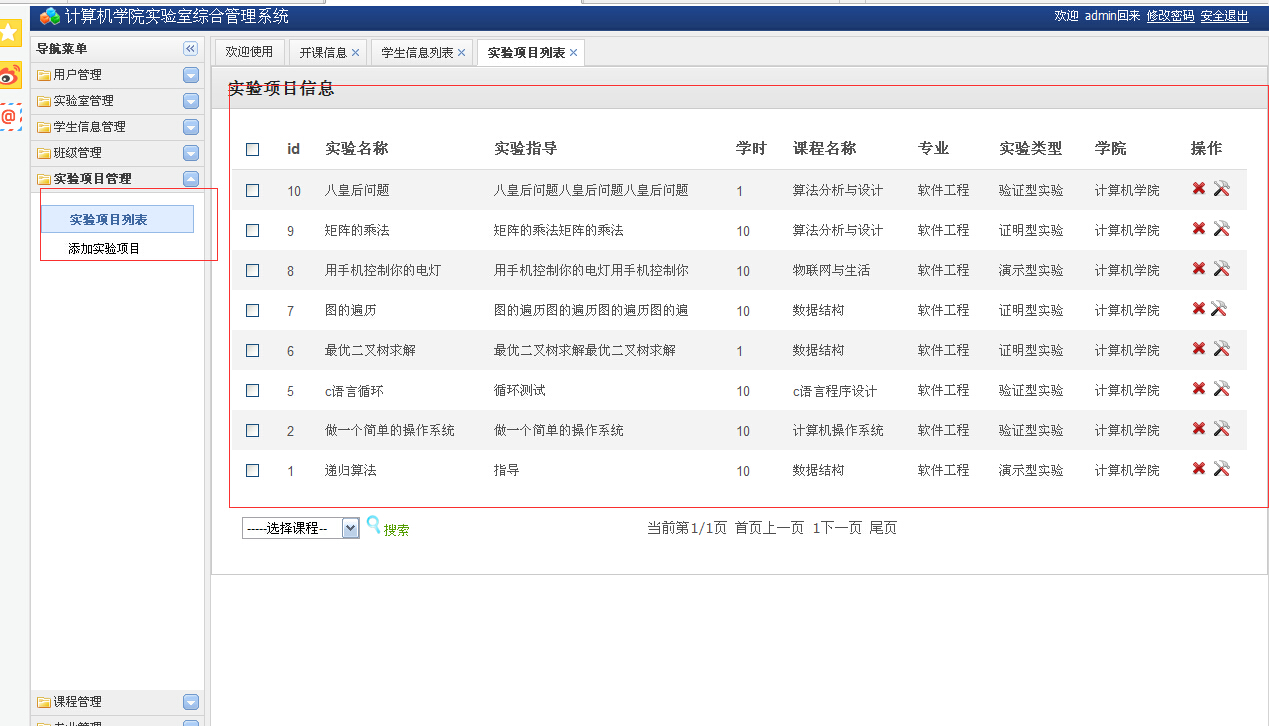 计算机学院实验室综合管理系统
欢迎 admin回来 修改密码 安全退出
导航菜单
用户管理
实验室管理
学生信息管理
班级管理
实验项目管理
实验项目列表
添加实验项目
课程管理
专业管理
欢迎使用 开课信息 学生信息列表 实验项目列表
实验项目信息
id 实验名称 实验指导 学时 课程名称 专业 实验类型 学院 操作
10 八皇后问题 八皇后问题八皇后问题八皇后问题 1 算法分析与设计 软件工程 验证型实验 计算机学院
9 矩阵的乘法 矩阵的乘法矩阵的乘法 10 算法分析与设计 软件工程 证明型实验 计算机学院
8 用手机控制你的电灯 用手机控制你的电灯用手机控制你 10 物联网与生活 软件工程 演示型实验 计算机学院
7 图的遍历 图的遍历图的遍历图的遍历图的遍 10 数据结构 软件工程 证明型实验 计算机学院
6 最优二叉树求解 最优二叉树求解最优二叉树求解 1 数据结构 软件工程 证明型实验 计算机学院
5 c语言循环 循环测试 10 c语言程序设计 软件工程 验证型实验 计算机学院
2 做一个简单的操作系统 做一个简单的操作系统 10 计算机操作系统 软件工程 验证型实验 计算机学院
1 递归算法 指导 10 数据结构 软件工程 演示型实验 计算机学院
-----选择课程-- 搜索 当前第1/1页 首页上一页 1下一页 尾页